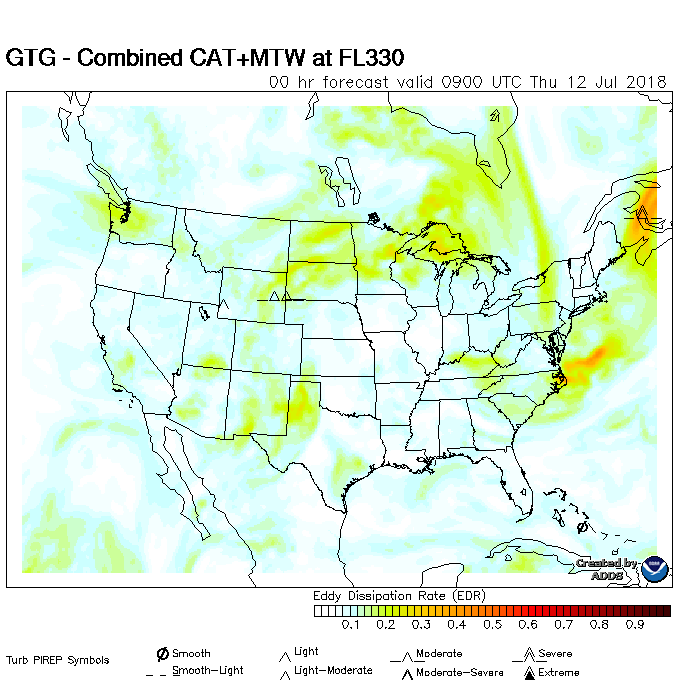 GTG - Combined CAT+MTW at FL330
00 hr forecast valid 0900 UTC Thu 12 Jul 2018
Created by
ADDS
Eddy Dissipation Rate (EDR)
0.1 0.2 0.3 0.4 0.5 0.6 0.7 0.8 0.9
Turb PIREP Symbols
Smooth Light Moderate Severe
Smooth-Light Light-Moderate Moderate-Severe Extreme